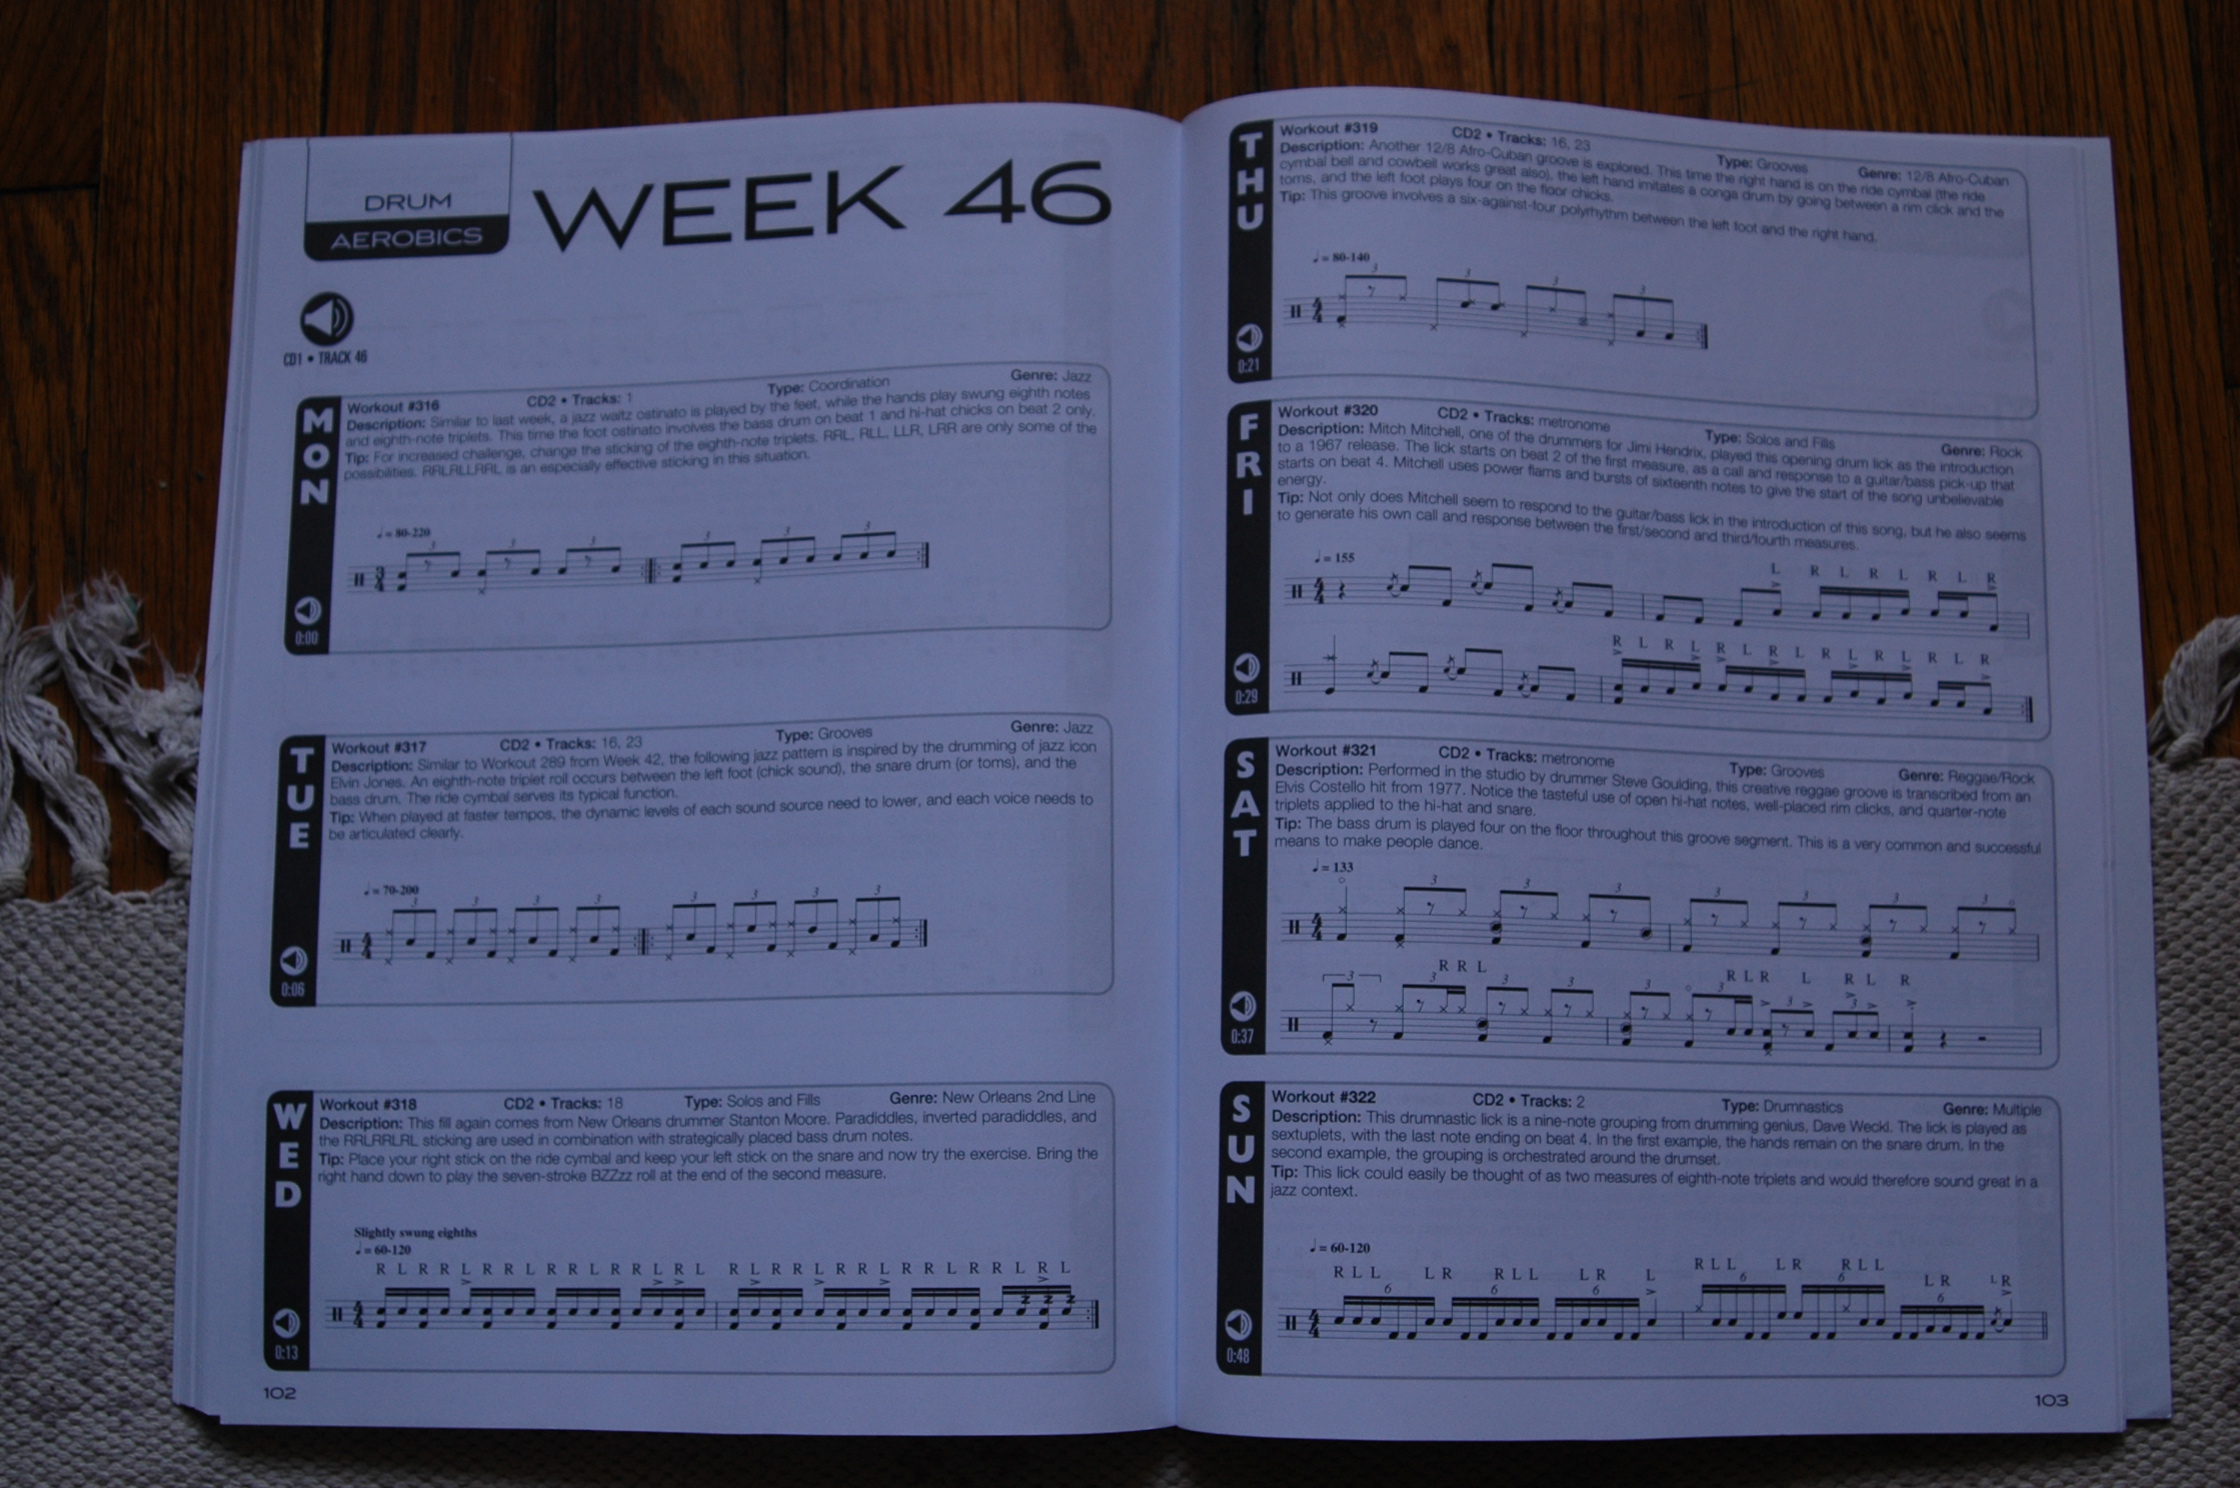 DRUM
AEROBICS
WEEK 46
CD1 • TRACK 46
MON
0:00
Workout #316 CD2 • Tracks: 1 Type: Coordination Genre: Jazz
Description: Similar to last week, a jazz waltz ostinato is played by the feet, while the hands play swung eighth notes
and eighth-note triplets. This time the foot ostinato involves the bass drum on beat 1 and hi-hat chicks on beat 2 only.
Tip: For increased challenge, change the sticking of the eighth-note triplets. RRL, RLL, LLR, LRR are only some of the
possibilities. RRLRLLRRL is an especially effective sticking in this situation.
♩ = 80-220
TUE
0:06
Workout #317 CD2 • Tracks: 16, 23 Type: Grooves Genre: Jazz
Description: Similar to Workout 289 from Week 42, the following jazz pattern is inspired by the drumming of jazz icon
Elvin Jones. An eighth-note triplet roll occurs between the left foot (chick sound), the snare drum (or toms), and the
bass drum. The ride cymbal serves its typical function.
Tip: When played at faster tempos, the dynamic levels of each sound source need to lower, and each voice needs to
be articulated clearly.
♩ = 70-200
WED
0:13
Workout #318 CD2 • Tracks: 18 Type: Solos and Fills Genre: New Orleans 2nd Line
Description: This fill again comes from New Orleans drummer Stanton Moore. Paradiddles, inverted paradiddles, and
the RRLRRLRL sticking are used in combination with strategically placed bass drum notes.
Tip: Place your right stick on the ride cymbal and keep your left stick on the snare and now try the exercise. Bring the
right hand down to play the seven-stroke BZZzz roll at the end of the second measure.
Slightly swung eighths
♩ = 60-120
R L R R L R R L R R L R R L R L R L R R L R R L R R L R R L R L
102
THU
0:21
Workout #319 CD2 • Tracks: 16, 23 Type: Grooves Genre: 12/8 Afro-Cuban
Description: Another 12/8 Afro-Cuban groove is explored. This time the right hand is on the ride cymbal (the ride
cymbal bell and cowbell works great also), the left hand imitates a conga drum by going between a rim click and the
toms, and the left foot plays four on the floor chicks.
Tip: This groove involves a six-against-four polyrhythm between the left foot and the right hand.
♩ = 80-140
FRI
0:29
Workout #320 CD2 • Tracks: metronome Type: Solos and Fills Genre: Rock
Description: Mitch Mitchell, one of the drummers for Jimi Hendrix, played this opening drum lick as the introduction
to a 1967 release. The lick starts on beat 2 of the first measure, as a call and response to a guitar/bass pick-up that
starts on beat 4. Mitchell uses power flams and bursts of sixteenth notes to give the start of the song unbelievable
energy.
Tip: Not only does Mitchell seem to respond to the guitar/bass lick in the introduction of this song, but he also seems
to generate his own call and response between the first/second and third/fourth measures.
♩ = 155
L R L R L R L R
R L R L R L R L R L R L R L R
SAT
0:37
Workout #321 CD2 • Tracks: metronome Type: Grooves Genre: Reggae/Rock
Description: Performed in the studio by drummer Steve Goulding, this creative reggae groove is transcribed from an
Elvis Costello hit from 1977. Notice the tasteful use of open hi-hat notes, well-placed rim clicks, and quarter-note
triplets applied to the hi-hat and snare.
Tip: The bass drum is played four on the floor throughout this groove segment. This is a very common and successful
means to make people dance.
♩ = 133
R R L R L R L R L R
SUN
0:48
Workout #322 CD2 • Tracks: 2 Type: Drumnastics Genre: Multiple
Description: This drumnastic lick is a nine-note grouping from drumming genius, Dave Weckl. The lick is played as
sextuplets, with the last note ending on beat 4. In the first example, the hands remain on the snare drum. In the
second example, the grouping is orchestrated around the drumset.
Tip: This lick could easily be thought of as two measures of eighth-note triplets and would therefore sound great in a
jazz context.
♩ = 60-120
R L L L R R L L L R L R L L L R R L L L R L R
103